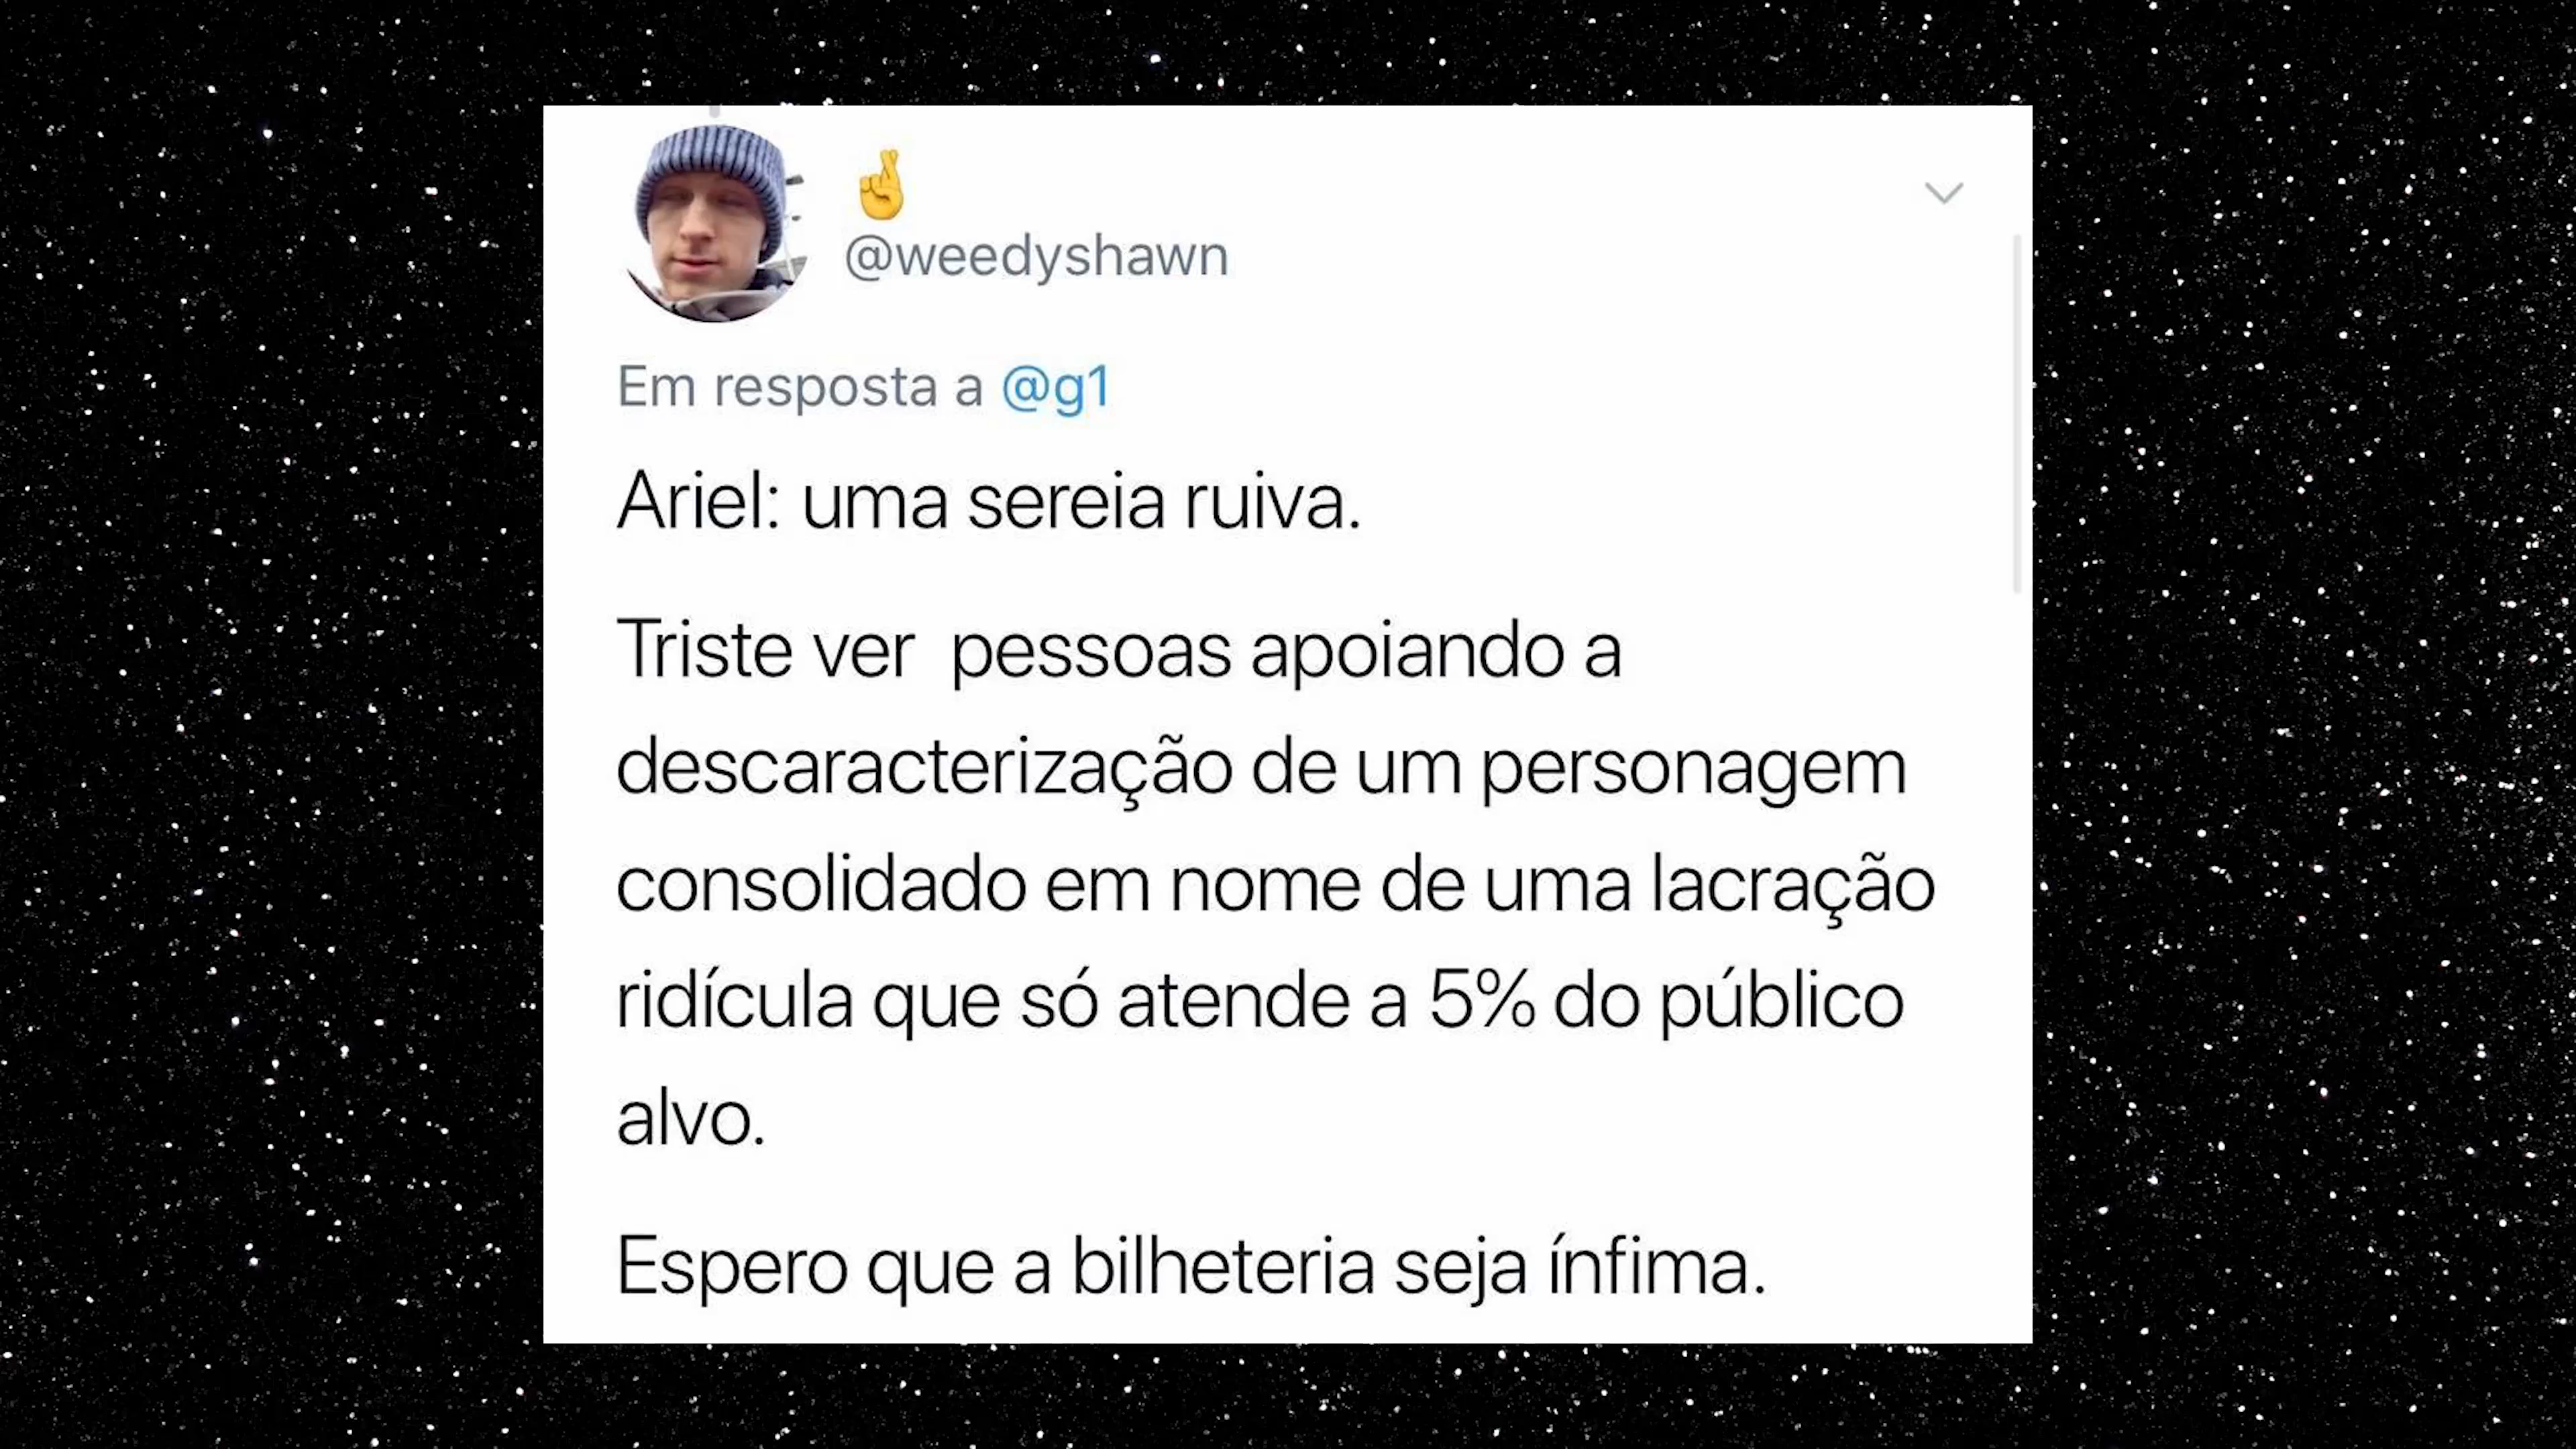 🤞
@weedyshawn
Em resposta a @g1
Ariel: uma sereia ruiva.
Triste ver  pessoas apoiando a
descaracterização de um personagem
consolidado em nome de uma lacração
ridícula que só atende a 5% do público
alvo.
Espero que a bilheteria seja ínfima.